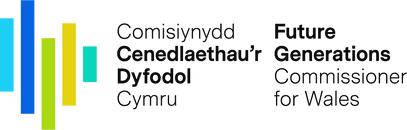 Comisiynydd
Cenedlaethau’r
Dyfodol
Cymru
Future
Generations
Commissioner
for Wales